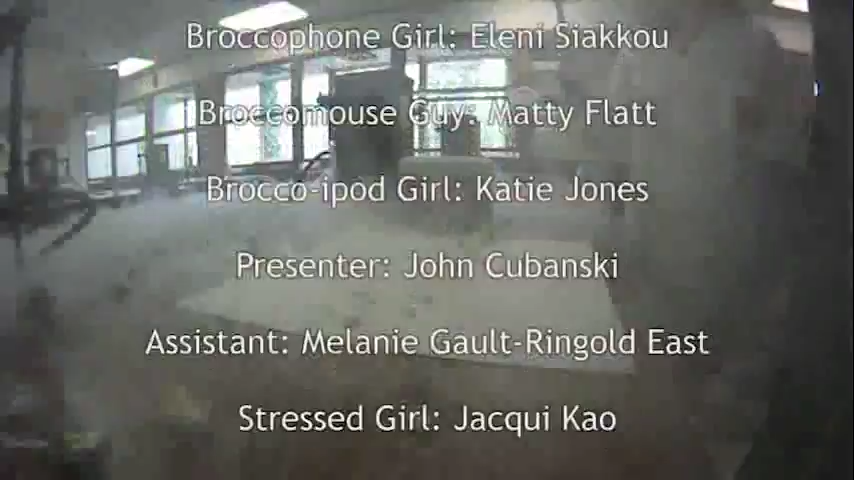 Broccophone Girl: Eleni Siakkou
Broccomouse Guy: Matty Flatt
Brocco-ipod Girl: Katie Jones
Presenter: John Cubanski
Assistant: Melanie Gault-Ringold East
Stressed Girl: Jacqui Kao